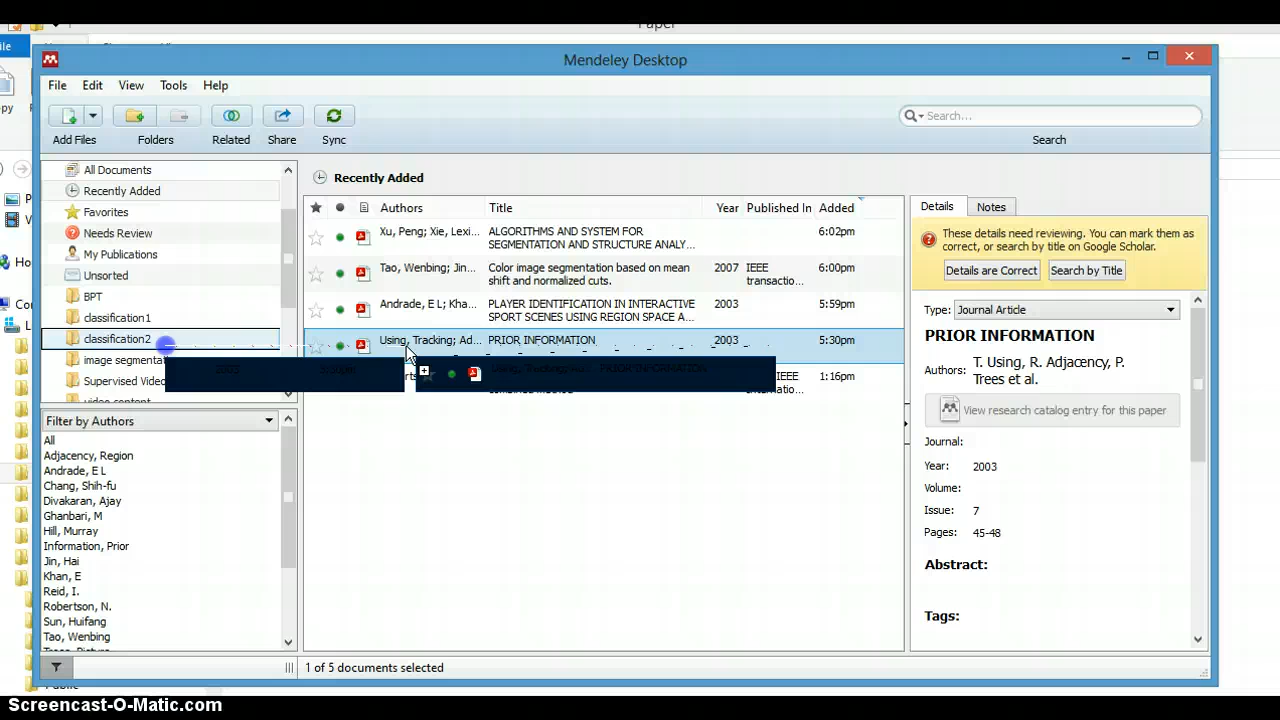 Paper
Mendeley Desktop
File Edit View Tools Help
Add Files Folders Related Share Sync
Search...
Search
All Documents
Recently Added
Favorites
Needs Review
My Publications
Unsorted
BPT
classification1
classification2
image segmentat
Supervised Video
video content
Filter by Authors
All
Adjacency, Region
Andrade, E L
Chang, Shih-fu
Divakaran, Ajay
Ghanbari, M
Hill, Murray
Information, Prior
Jin, Hai
Khan, E
Reid, I.
Robertson, N.
Sun, Huifang
Tao, Wenbing
Recently Added
Authors Title Year Published In Added
Xu, Peng; Xie, Lexi... ALGORITHMS AND SYSTEM FOR SEGMENTATION AND STRUCTURE ANALY... 6:02pm
Tao, Wenbing; Jin... Color image segmentation based on mean shift and normalized cuts. 2007 IEEE transactio... 6:00pm
Andrade, E L; Kha... PLAYER IDENTIFICATION IN INTERACTIVE SPORT SCENES USING REGION SPACE A... 2003 5:59pm
Using, Tracking; Ad... PRIOR INFORMATION 2003 5:30pm
IEEE 1:16pm
2003 5:30pm
PRIOR INFORMATION
1 of 5 documents selected
Details Notes
These details need reviewing. You can mark them as correct, or search by title on Google Scholar.
Details are Correct Search by Title
Type: Journal Article
PRIOR INFORMATION
Authors: T. Using, R. Adjacency, P. Trees et al.
View research catalog entry for this paper
Journal:
Year: 2003
Volume:
Issue: 7
Pages: 45-48
Abstract:
Tags:
Screencast-O-Matic.com